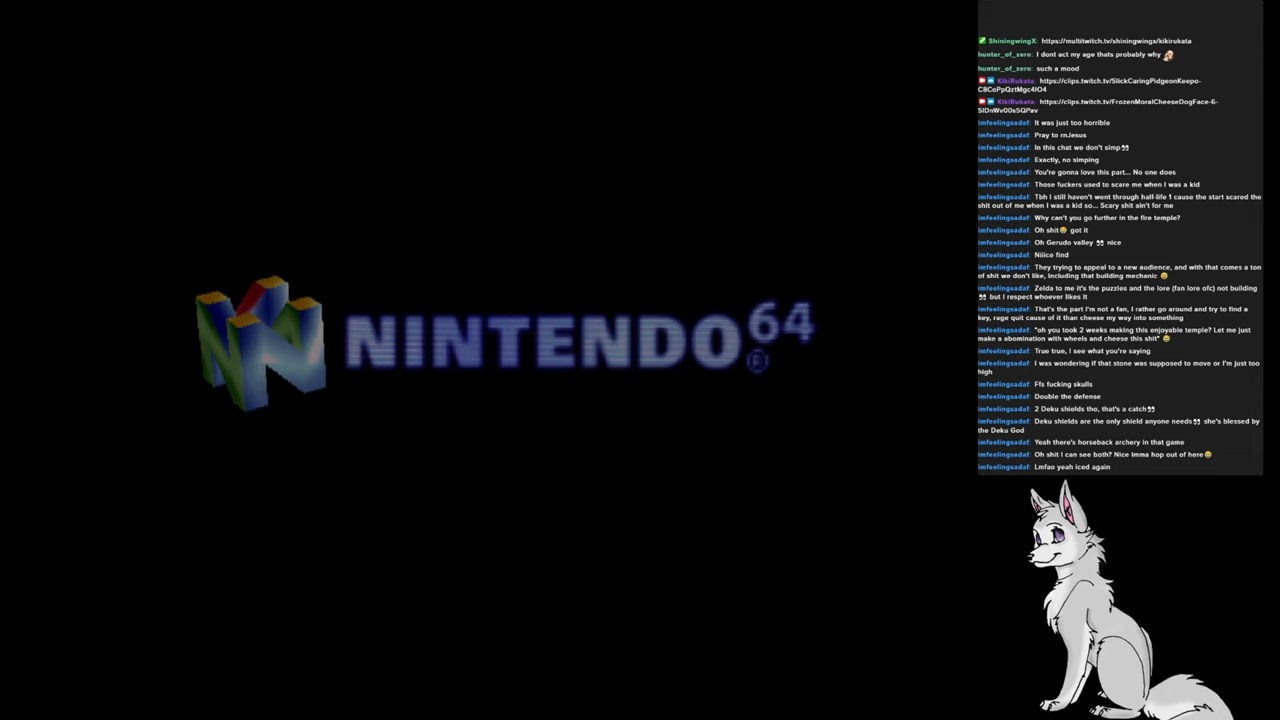 NINTENDO 64
®
ShiningwingX: https://multitwitch.tv/shiningwingx/kikirukata
hunter_of_zero: I dont act my age thats probably why
hunter_of_zero: such a mood
KikiRukata: https://clips.twitch.tv/SlickCaringPidgeonKeepo-
C8CoPpQztMgc4IO4
KikiRukata: https://clips.twitch.tv/FrozenMoralCheeseDogFace-6-
SIDnWv00s5QPav
imfeelingsadaf: It was just too horrible
imfeelingsadaf: Pray to rnJesus
imfeelingsadaf: In this chat we don't simp👀
imfeelingsadaf: Exactly, no simping
imfeelingsadaf: You're gonna love this part... No one does
imfeelingsadaf: Those fuckers used to scare me when I was a kid
imfeelingsadaf: Tbh I still haven't went through half-life 1 cause the start scared the
shit out of me when I was a kid so... Scary shit ain't for me
imfeelingsadaf: Why can't you go further in the fire temple?
imfeelingsadaf: Oh shit😅 got it
imfeelingsadaf: Oh Gerudo valley 👀 nice
imfeelingsadaf: Niiice find
imfeelingsadaf: They trying to appeal to a new audience, and with that comes a ton
of shit we don't like, Including that building mechanic 😢
imfeelingsadaf: Zelda to me it's the puzzles and the lore (fan lore ofc) not building
👀 but I respect whoever likes it
imfeelingsadaf: That's the part I'm not a fan, I rather go around and try to find a
key, rage quit cause of it than cheese my way into something
imfeelingsadaf: "oh you took 2 weeks making this enjoyable temple? Let me just
make a abomination with wheels and cheese this shit" 😅
imfeelingsadaf: True true, I see what you're saying
imfeelingsadaf: I was wondering if that stone was supposed to move or I'm just too
high
imfeelingsadaf: Ffs fucking skulls
imfeelingsadaf: Double the defense
imfeelingsadaf: 2 Deku shields tho, that's a catch👀
imfeelingsadaf: Deku shields are the only shield anyone needs👀 she's blessed by
the Deku God
imfeelingsadaf: Yeah there's horseback archery in that game
imfeelingsadaf: Oh shit I can see both? Nice imma hop out of here😅
imfeelingsadaf: Lmfao yeah iced again